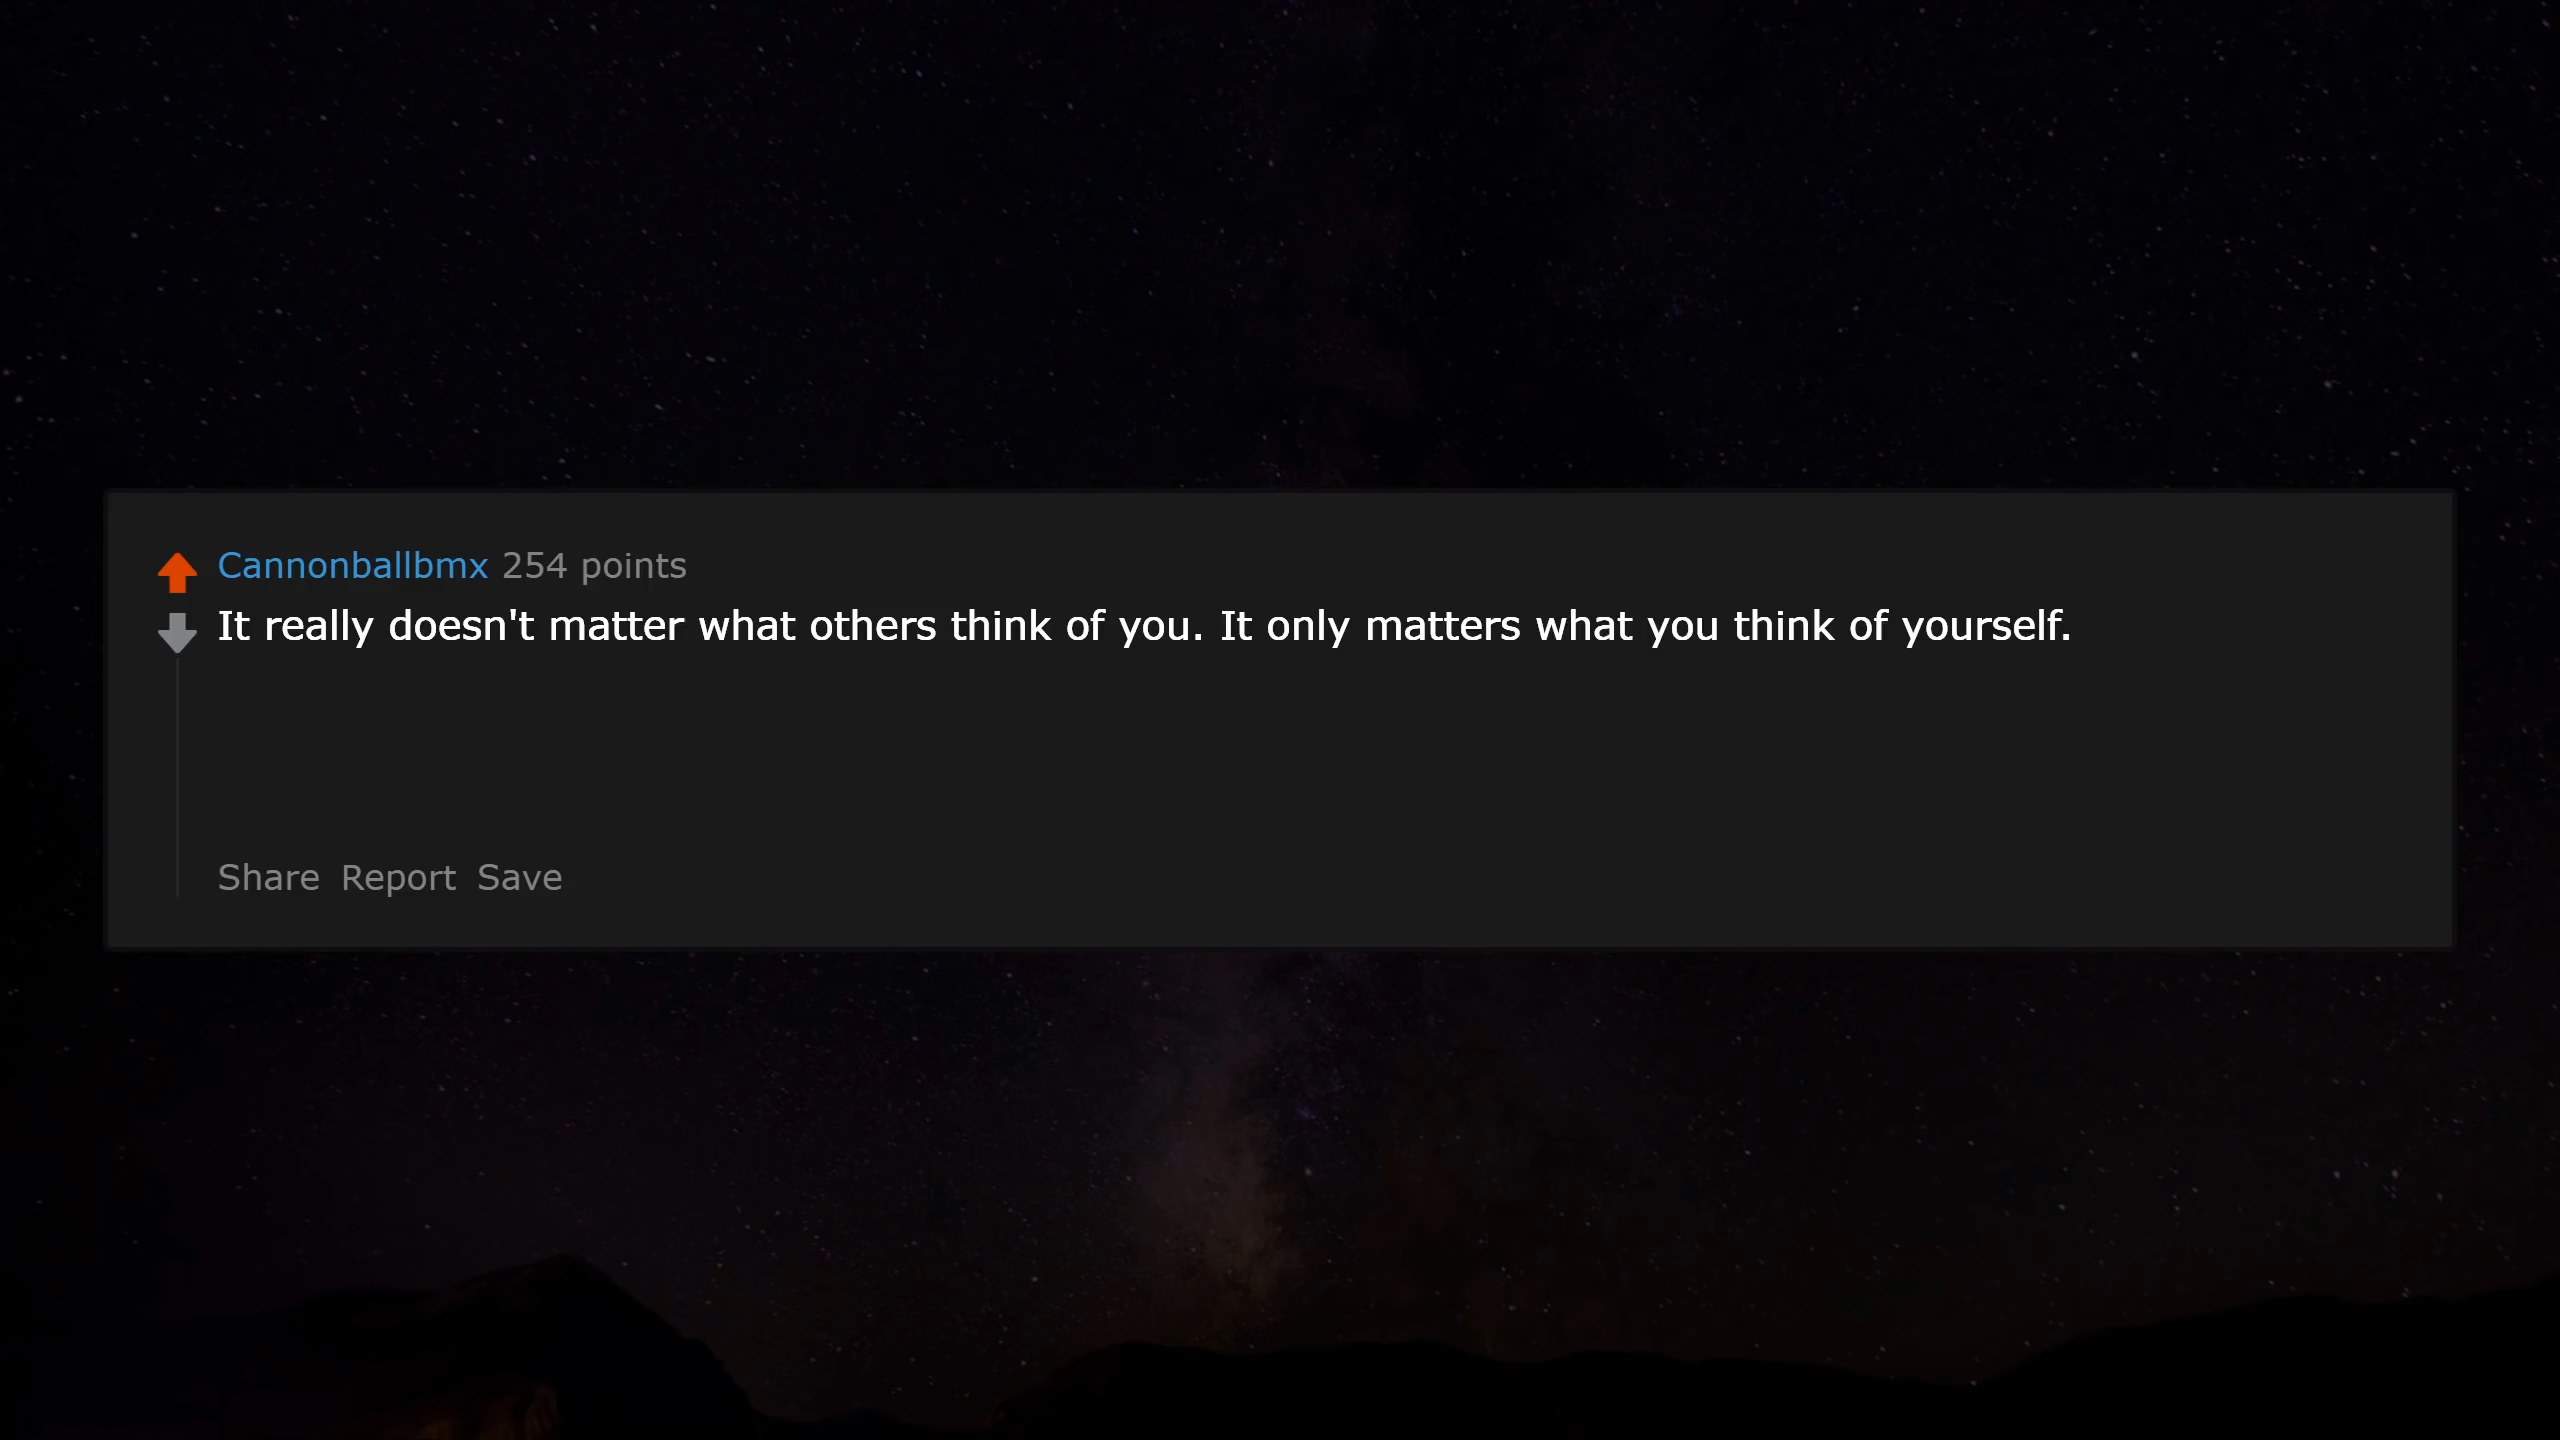 Cannonballbmx 254 points
It really doesn't matter what others think of you. It only matters what you think of yourself.
Share Report Save